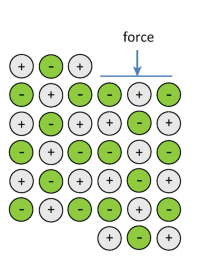 force
+ - +
- + - - + -
+ - + + - +
- + - - + -
+ - + + - +
- + - - + -
+ - +